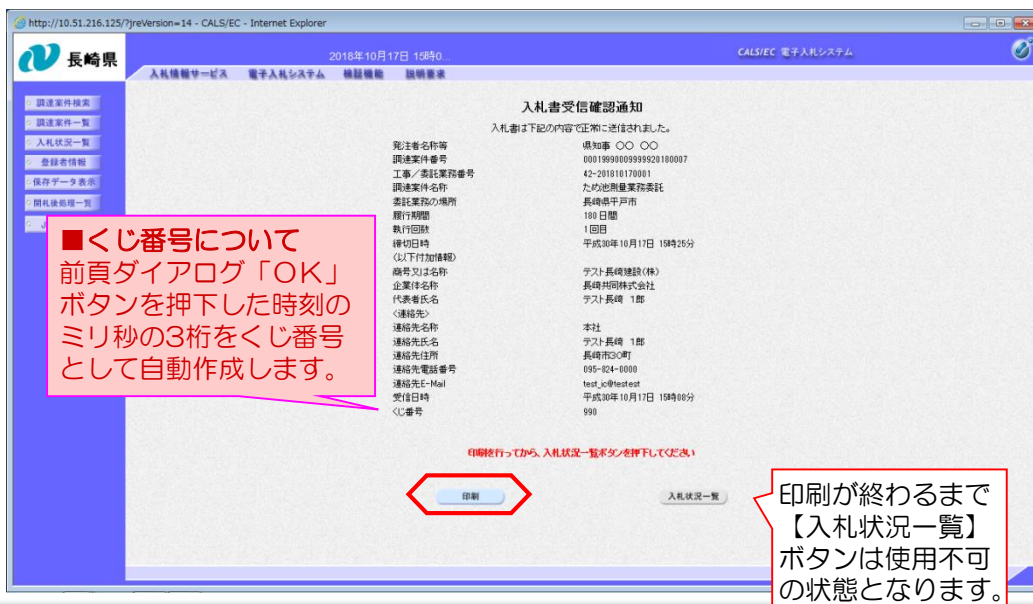 http://10.51.216.125/?jreVersion=14 - CALS/EC - Internet Explorer
長崎県
2018年10月17日 15時0...
CALS/EC 電子入札システム
入札情報サービス 電子入札システム 検証機能 説明要求
調達案件検索
調達案件一覧
入札状況一覧
登録者情報
保存データ表示
開札後処理一覧
入札書受信確認通知
入札書は下記の内容で正常に送信されました。
発注者名称等 県知事 〇〇 〇〇
調達案件番号 00019990009999920180007
工事/委託業務番号 42-201810170001
調達案件名称 ため池測量業務委託
委託業務の場所 長崎県平戸市
履行期間 180日間
執行回数 1回目
締切日時 平成30年10月17日 15時25分
(以下付加情報)
商号又は名称 テスト長崎建設(株)
企業体名称 長崎共同株式会社
代表者氏名 テスト長崎 1郎
<連絡先>
連絡先名称 本社
連絡先氏名 テスト長崎 1郎
連絡先住所 長崎市〇〇町
連絡先電話番号 095-824-0000
連絡先E-Mail test_ic@testest
受信日時 平成30年10月17日 15時08分
くじ番号 990
■くじ番号について
前頁ダイアログ「OK」
ボタンを押下した時刻の
ミリ秒の3桁をくじ番号
として自動作成します。
印刷を行ってから、入札状況一覧ボタンを押下してください
印刷
入札状況一覧
印刷が終わるまで
【入札状況一覧】
ボタンは使用不可
の状態となります。